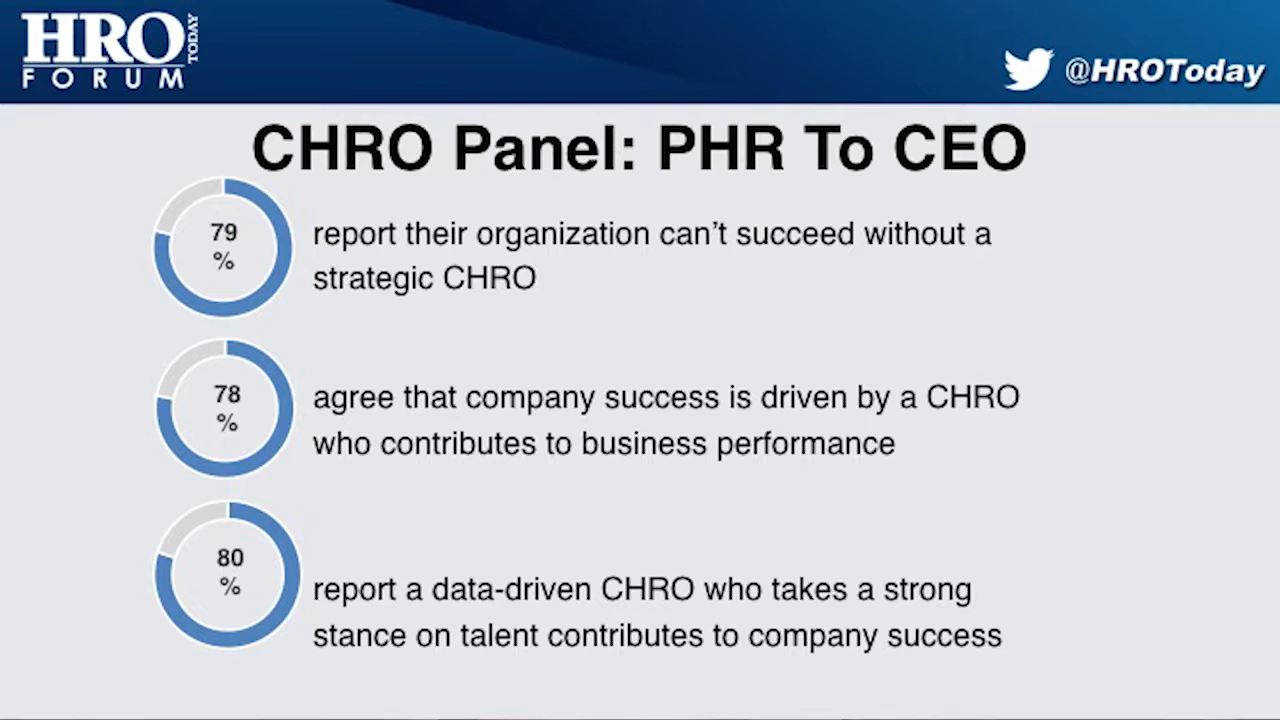 HRO TODAY
FORUM
@HROToday
CHRO Panel: PHR To CEO
79
%
report their organization can’t succeed without a
strategic CHRO
78
%
agree that company success is driven by a CHRO
who contributes to business performance
80
%
report a data-driven CHRO who takes a strong
stance on talent contributes to company success